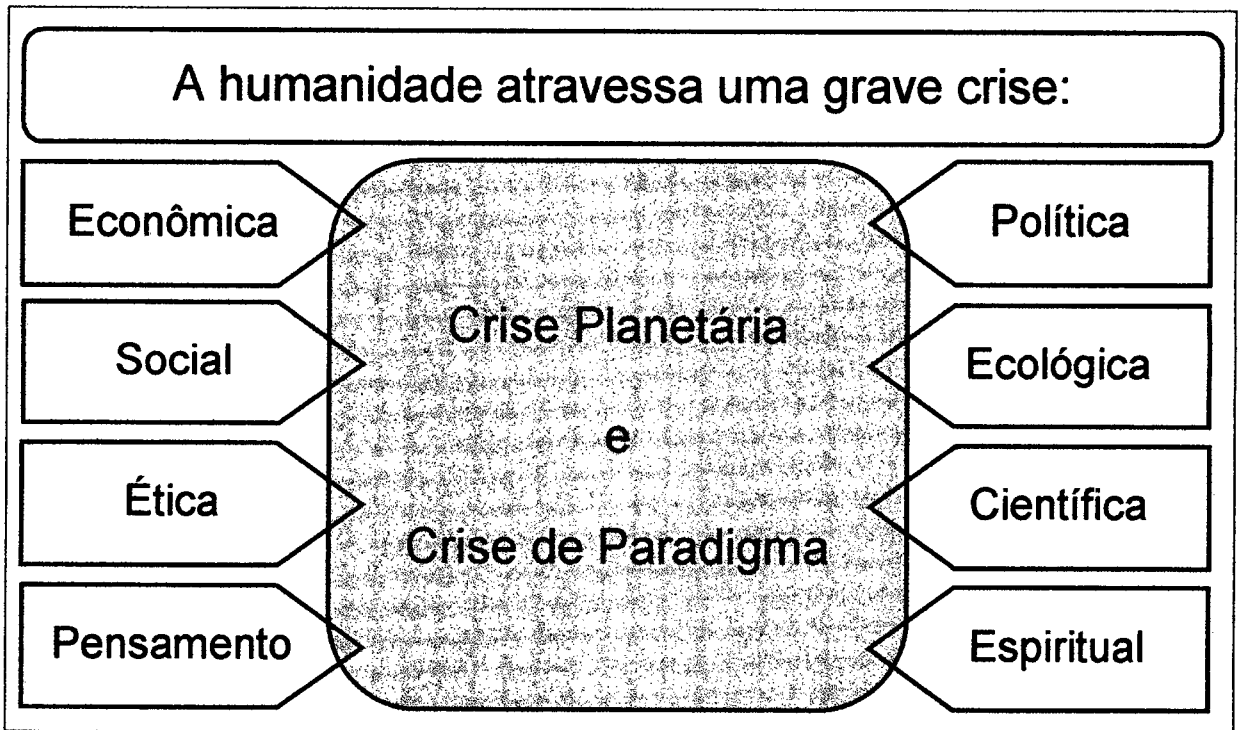 A humanidade atravessa uma grave crise:
Econômica
Social
Ética
Pensamento
Crise Planetária
e
Crise de Paradigma
Política
Ecológica
Científica
Espiritual